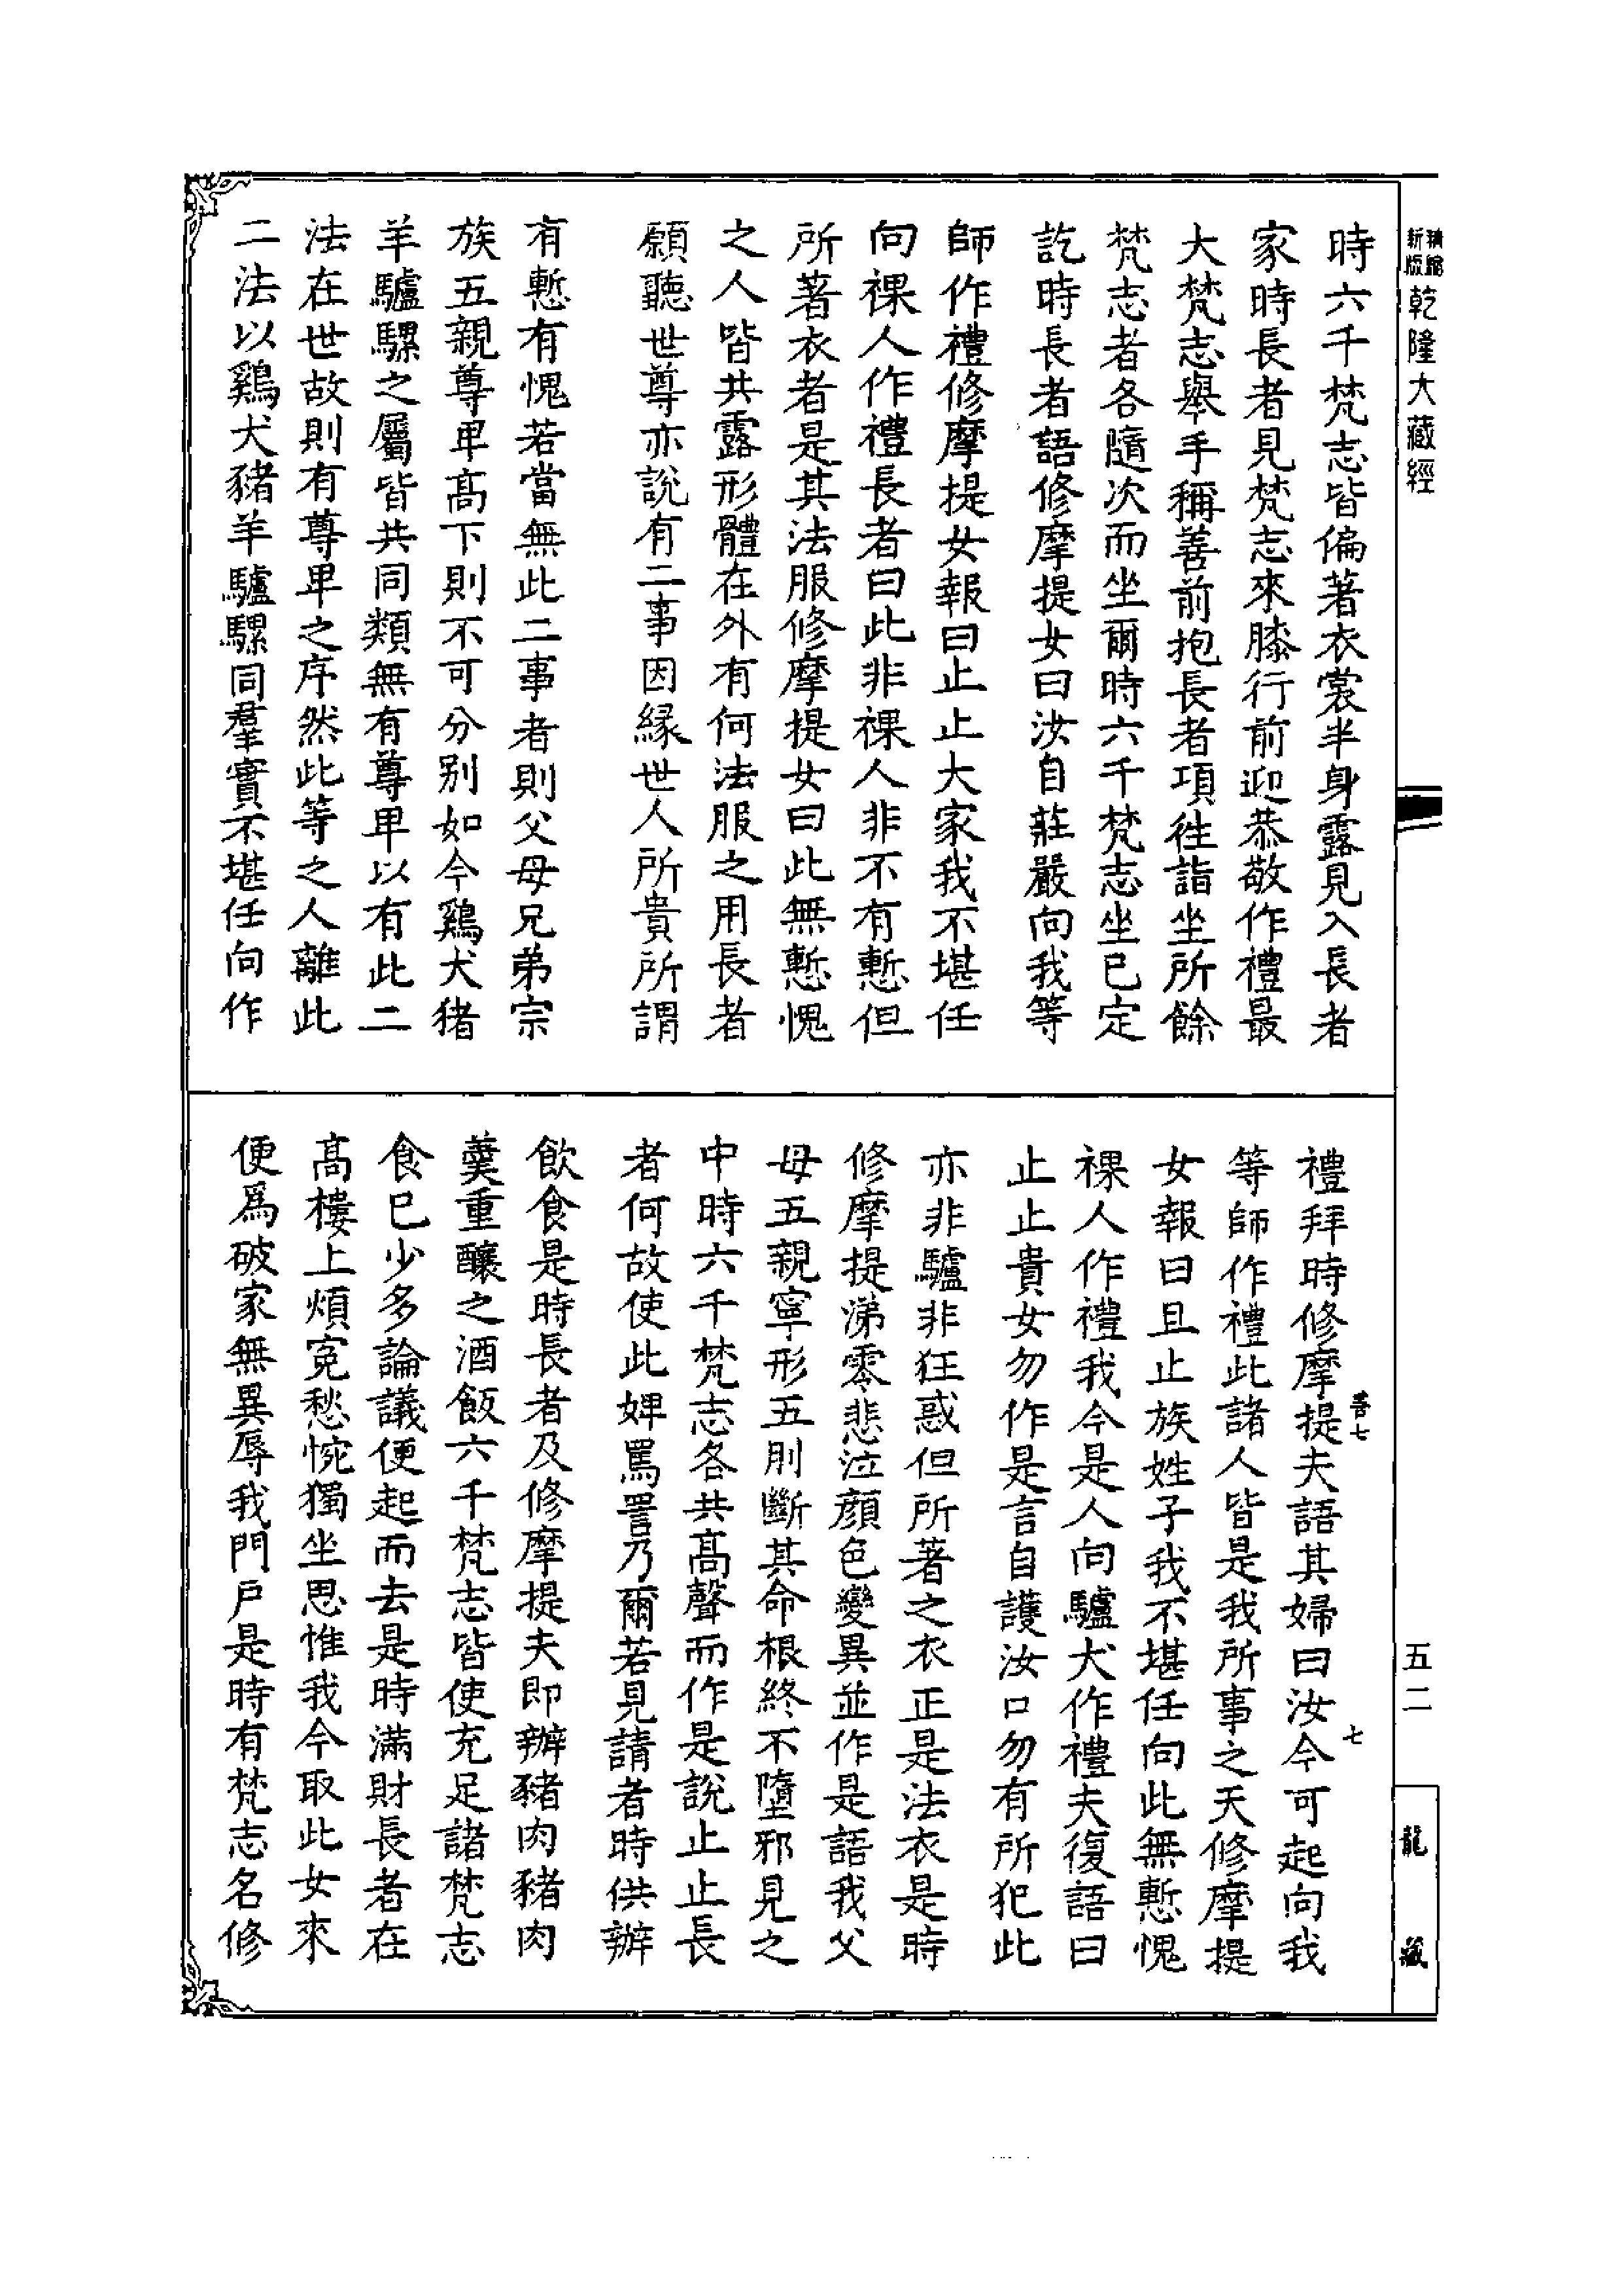 精縮
新版
乾隆大藏經
時六千梵志皆偏著衣裳半身露見入長者
家時長者見梵志來膝行前迎恭敬作禮最
大梵志舉手稱善前抱長者項徃詣坐所餘
梵志者各隨次而坐爾時六千梵志坐已定
訖時長者語修摩提女曰汝自莊嚴向我等
師作禮修摩提女報曰止止大家我不堪任
向裸人作禮長者曰此非裸人非不有慙但
所著衣者是其法服修摩提女曰此無慙愧
之人皆共露形體在外有何法服之用長者
願聽世尊亦說有二事因緣世人所貴所謂
有慙有愧若當無此二事者則父母兄弟宗
族五親尊卑高下則不可分別如今鷄犬猪
羊驢騾之屬皆共同類無有尊卑以有此二
法在世故則有尊卑之序然此等之人離此
二法以鷄犬豬羊驢騾同羣實不堪任向作
禮拜時修摩提夫語其婦曰汝今可起向我
等師作禮此諸人皆是我所事之天修摩提
女報曰且止族姓子我不堪任向此無慙愧
裸人作禮我今是人向驢犬作禮夫復語曰
止止貴女勿作是言自護汝口勿有所犯此
亦非驢非狂惑但所著之衣正是法衣是時
修摩提涕零悲泣顏色變異並作是語我父
母五親寧形五刖斷其命根終不墮邪見之
中時六千梵志各共高聲而作是說止止長
者何故使此婢罵詈乃爾若見請者時供辦
飲食是時長者及修摩提夫即辦豬肉豬肉
羹重釀之酒飯六千梵志皆使充足諸梵志
食已少多論議便起而去是時滿財長者在
高樓上煩寃愁惋獨坐思惟我今取此女來
便為破家無異辱我門戶是時有梵志名修
卷七
七
五二
龍藏